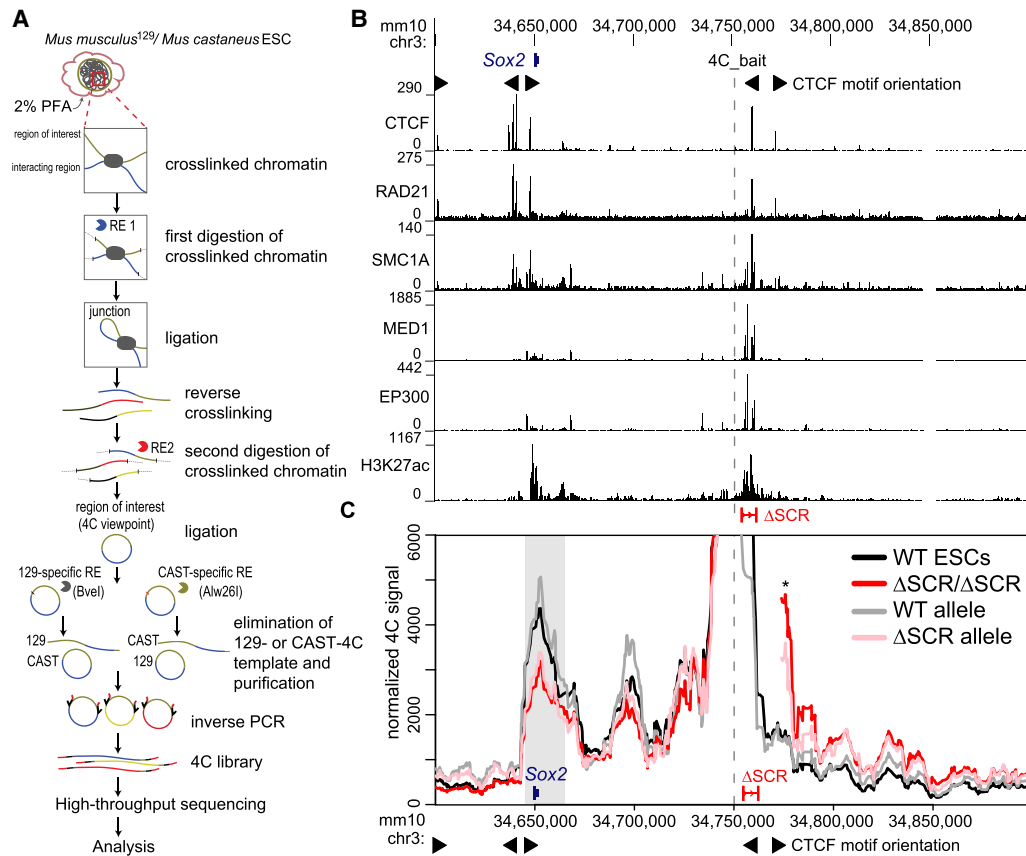 A
Mus musculus129/ Mus castaneus ESC
2% PFA
region of interest
interacting region
crosslinked chromatin
RE 1
first digestion of
crosslinked chromatin
junction
ligation
reverse
crosslinking
RE2
second digestion of
crosslinked chromatin
region of interest
(4C viewpoint)
ligation
129-specific RE
(BveI)
CAST-specific RE
(Alw26I)
129
CAST
CAST
129
elimination of
129- or CAST-4C
template and
purification
inverse PCR
4C library
High-throughput sequencing
Analysis
B
mm10
chr3:
34,650,000
34,700,000
34,760,000
34,800,000
34,850,000
Sox2
4C_bait
CTCF motif orientation
290
CTCF
0
275
RAD21
0
140
SMC1A
0
1885
MED1
0
442
EP300
0
1167
H3K27ac
0
ΔSCR
C
6000
4000
2000
0
normalized 4C signal
WT ESCs
ΔSCR/ΔSCR
WT allele
ΔSCR allele
*
Sox2
ΔSCR
mm10
chr3:
34,650,000
34,700,000
34,760,000
34,800,000
34,850,000
CTCF motif orientation